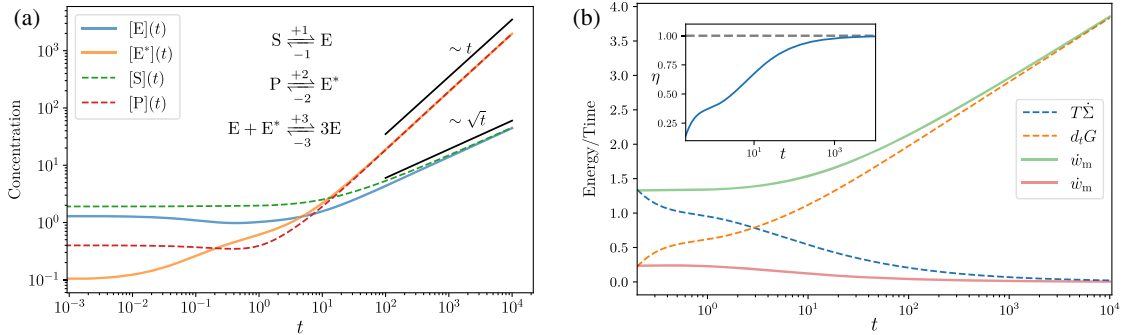 (a)
[E](t)
[E*](t)
[S](t)
[P](t)
S +1 ⇌ −1 E
P +2 ⇌ −2 E*
E + E* +3 ⇌ −3 3E
∼ t
∼ √t
Concentration
10³
10²
10¹
10⁰
10⁻¹
10⁻³ 10⁻² 10⁻¹ 10⁰ 10¹ 10² 10³ 10⁴
t
(b)
Energy/Time
4.0
3.5
3.0
2.5
2.0
1.5
1.0
0.5
0.0
η
1.00
0.75
0.50
0.25
10¹ 10³
t
TΣ̇
dₜG
ẇₘ
ẇₘ
10⁰ 10¹ 10² 10³ 10⁴
t